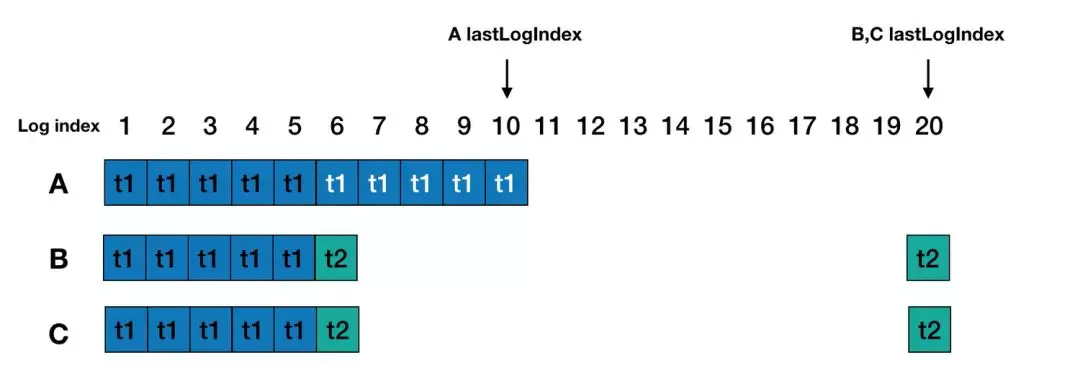 A lastLogIndex B,C lastLogIndex
Log index 1 2 3 4 5 6 7 8 9 10 11 12 13 14 15 16 17 18 19 20
A t1 t1 t1 t1 t1 t1 t1 t1 t1 t1
B t1 t1 t1 t1 t1 t2 t2
C t1 t1 t1 t1 t1 t2 t2